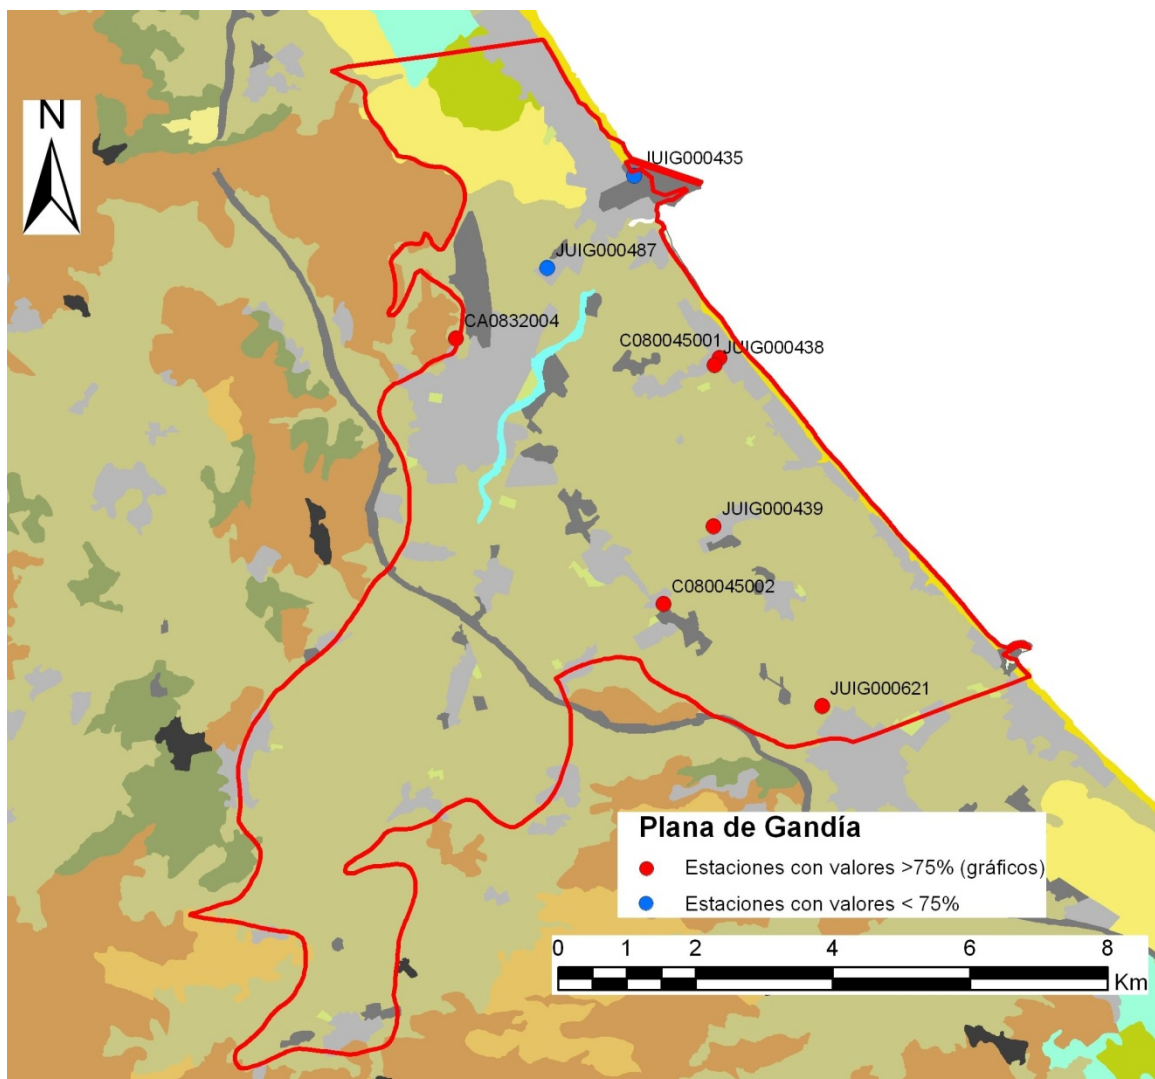 N
JUIG000435
JUIG000487
CA0832004
C080045001
JUIG000438
JUIG000439
C080045002
JUIG000621
Plana de Gandía
Estaciones con valores >75% (gráficos)
Estaciones con valores < 75%
0 1 2 4 6 8
Km